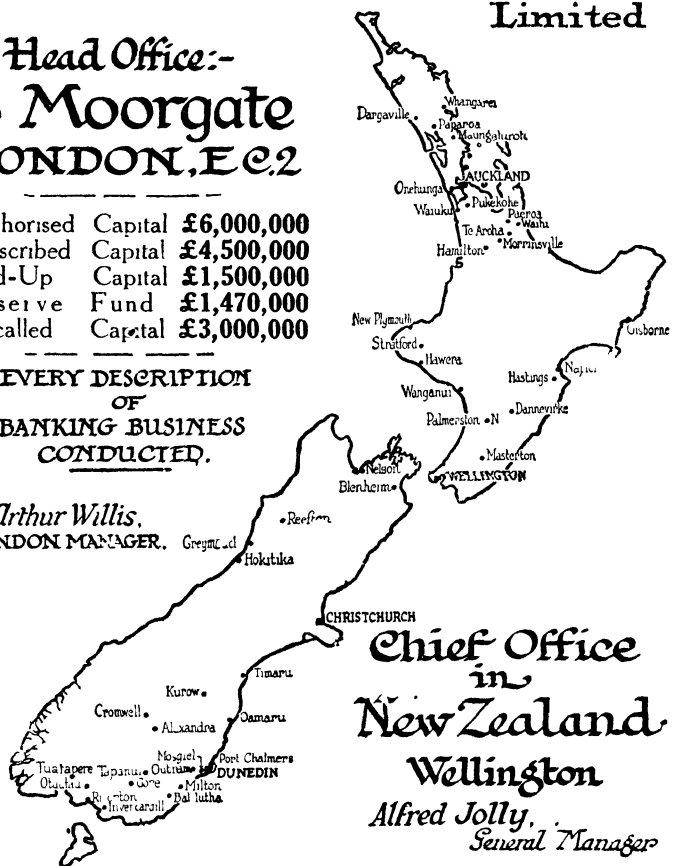 Limited
Head Office:-
Moorgate
ONDON, E.C.2
horised Capital £6,000,000
scribed Capital £4,500,000
d-Up Capital £1,500,000
serve Fund £1,470,000
called Capital £3,000,000
EVERY DESCRIPTION
OF
BANKING BUSINESS
CONDUCTED.
Arthur Willis,
NDON MANAGER.
Whangarei
Dargaville
Paparoa
Maungaturoto
AUCKLAND
Onehunga
Pukekohe
Waiuku
Paeroa
Waihi
Te Aroha
Morrinsville
Hamilton
New Plymouth
Gisborne
Stratford
Hawera
Napier
Hastings
Wanganui
Dannevirke
Palmerston N
Masterton
Nelson
WELLINGTON
Blenheim
Reefton
Hokitika
CHRISTCHURCH
Timaru
Kurow
Cromwell
Oamaru
Alexandra
Mosgiel
Port Chalmers
Tuatapere
Tapanui
Outram
DUNEDIN
Gore
Milton
Balclutha
Invercargill
Chief Office
in
New Zealand
Wellington
Alfred Jolly,
General Manager